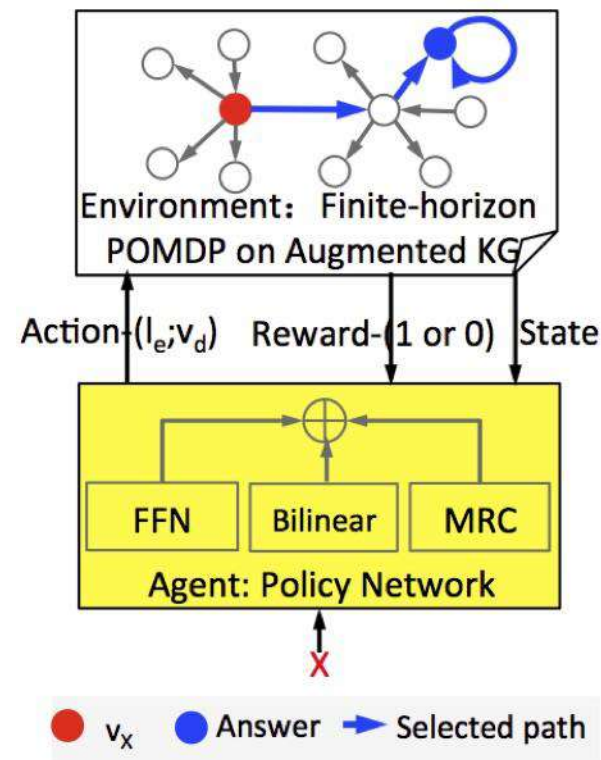 Environment: Finite-horizon
POMDP on Augmented KG
Action-(lₑ;v_d) Reward-(1 or 0) State
FFN Bilinear MRC
Agent: Policy Network
X
vₓ Answer Selected path